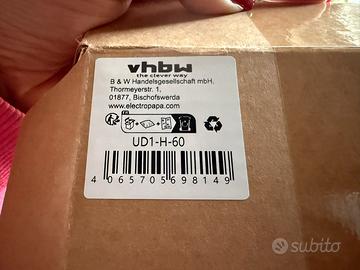 vhbw
the clever way
B & W Handelsgesellschaft mbH,
Thormeyerstr. 1,
01877, Bischofswerda
www.electropapa.com
UD1-H-60
4 065705 698149
subito